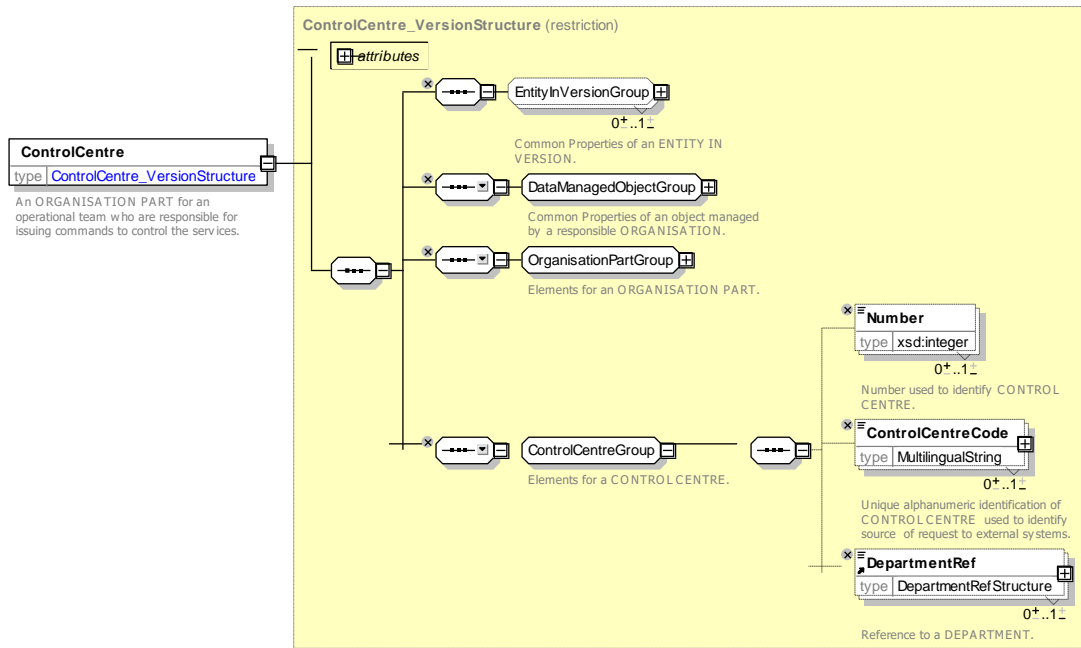 ControlCentre_VersionStructure (restriction)
attributes
EntityInVersionGroup
0..1
Common Properties of an ENTITY IN
VERSION.
ControlCentre
type ControlCentre_VersionStructure
An ORGANISATION PART for an
operational team who are responsible for
issuing commands to control the services.
DataManagedObjectGroup
Common Properties of an object managed
by a responsible ORGANISATION.
OrganisationPartGroup
Elements for an ORGANISATION PART.
Number
type xsd:integer
0..1
Number used to identify CONTROL
CENTRE.
ControlCentreGroup
Elements for a CONTROL CENTRE.
ControlCentreCode
type MultilingualString
0..1
Unique alphanumeric identification of
CONTROL CENTRE used to identify
source of request to external systems.
DepartmentRef
type DepartmentRefStructure
0..1
Reference to a DEPARTMENT.